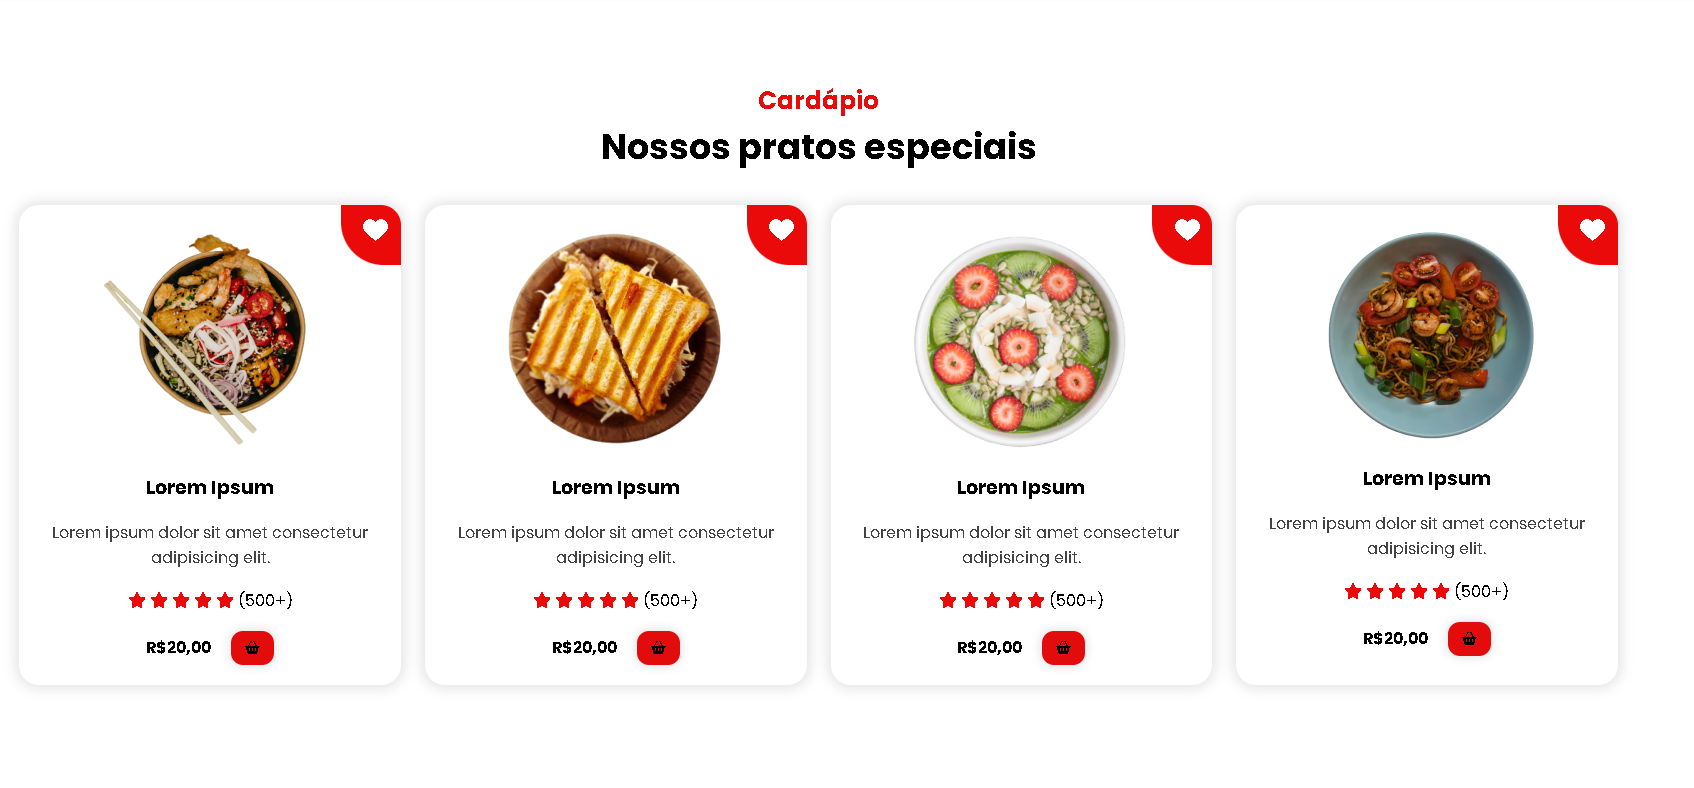 Cardápio
Nossos pratos especiais
Lorem Ipsum
Lorem ipsum dolor sit amet consectetur
adipisicing elit.
(500+)
R$20,00
Lorem Ipsum
Lorem ipsum dolor sit amet consectetur
adipisicing elit.
(500+)
R$20,00
Lorem Ipsum
Lorem ipsum dolor sit amet consectetur
adipisicing elit.
(500+)
R$20,00
Lorem Ipsum
Lorem ipsum dolor sit amet consectetur
adipisicing elit.
(500+)
R$20,00